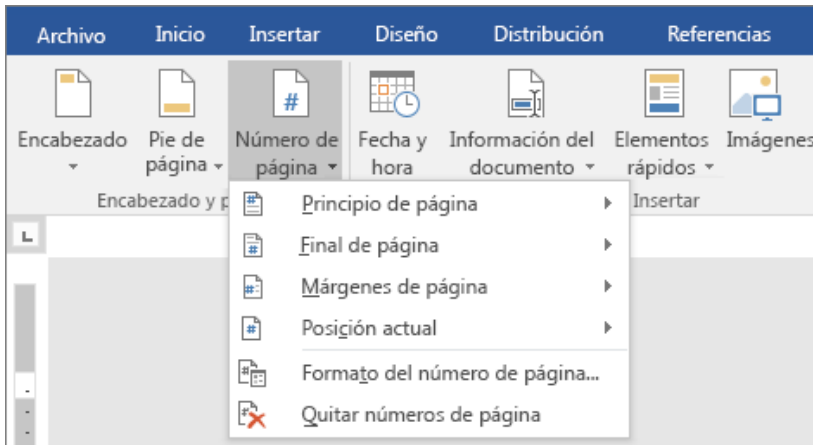 Archivo Inicio Insertar Diseño Distribución Referencias
Encabezado Pie de página Número de página Fecha y hora Información del documento Elementos rápidos Imágenes
Encabezado y p Insertar
L
Principio de página
Final de página
Márgenes de página
Posición actual
Formato del número de página...
Quitar números de página